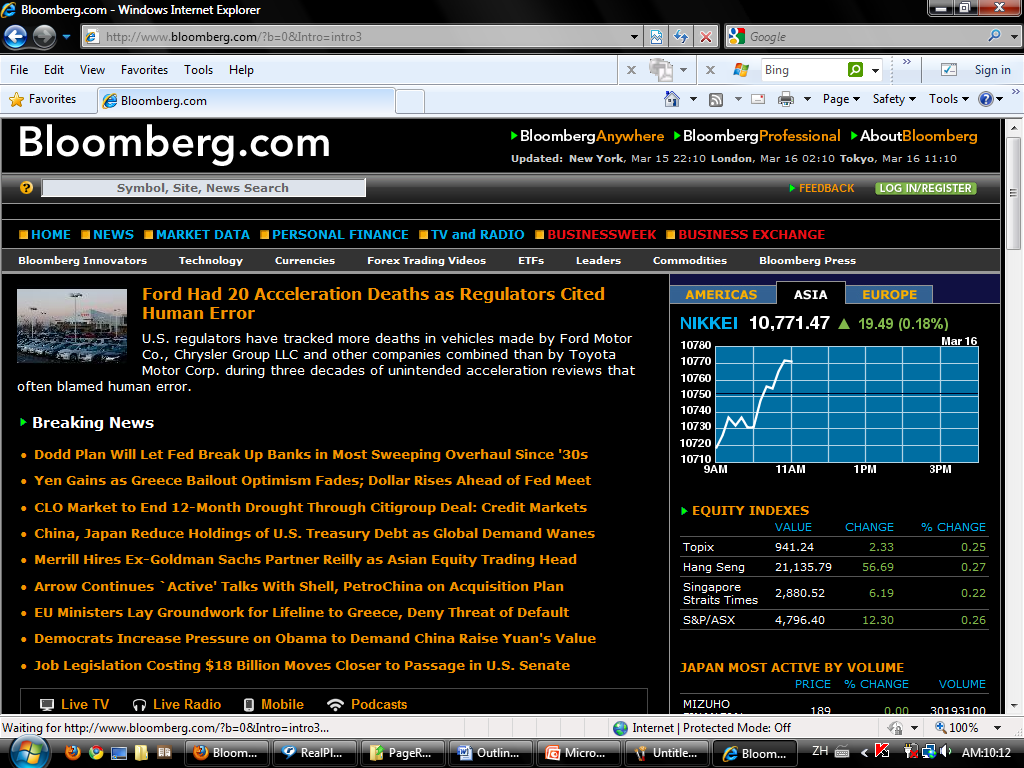 Bloomberg.com - Windows Internet Explorer
http://www.bloomberg.com/?b=0&Intro=intro3
Google
File Edit View Favorites Tools Help
Bing
Sign in
Favorites
Bloomberg.com
Page Safety Tools
Bloomberg.com
BloombergAnywhere BloombergProfessional AboutBloomberg
Updated: New York, Mar 15 22:10 London, Mar 16 02:10 Tokyo, Mar 16 11:10
? Symbol, Site, News Search
FEEDBACK LOG IN/REGISTER
HOME NEWS MARKET DATA PERSONAL FINANCE TV and RADIO BUSINESSWEEK BUSINESS EXCHANGE
Bloomberg Innovators Technology Currencies Forex Trading Videos ETFs Leaders Commodities Bloomberg Press
Ford Had 20 Acceleration Deaths as Regulators Cited
Human Error
U.S. regulators have tracked more deaths in vehicles made by Ford Motor
Co., Chrysler Group LLC and other companies combined than by Toyota
Motor Corp. during three decades of unintended acceleration reviews that
often blamed human error.
Breaking News
Dodd Plan Will Let Fed Break Up Banks in Most Sweeping Overhaul Since '30s
Yen Gains as Greece Bailout Optimism Fades; Dollar Rises Ahead of Fed Meet
CLO Market to End 12-Month Drought Through Citigroup Deal: Credit Markets
China, Japan Reduce Holdings of U.S. Treasury Debt as Global Demand Wanes
Merrill Hires Ex-Goldman Sachs Partner Reilly as Asian Equity Trading Head
Arrow Continues `Active' Talks With Shell, PetroChina on Acquisition Plan
EU Ministers Lay Groundwork for Lifeline to Greece, Deny Threat of Default
Democrats Increase Pressure on Obama to Demand China Raise Yuan's Value
Job Legislation Costing $18 Billion Moves Closer to Passage in U.S. Senate
Live TV Live Radio Mobile Podcasts
AMERICAS ASIA EUROPE
NIKKEI 10,771.47 ▲ 19.49 (0.18%)
Mar 16
10780
10770
10760
10750
10740
10730
10720
10710
9AM 11AM 1PM 3PM
EQUITY INDEXES
VALUE CHANGE % CHANGE
Topix 941.24 2.33 0.25
Hang Seng 21,135.79 56.69 0.27
Singapore
Straits Times 2,880.52 6.19 0.22
S&P/ASX 4,796.40 12.30 0.26
JAPAN MOST ACTIVE BY VOLUME
PRICE % CHANGE VOLUME
MIZUHO
189 0.00 30193100
Waiting for http://www.bloomberg.com/?b=0&Intro=intro3...
Internet | Protected Mode: Off
100%
Bloom... RealPl... PageR... Outlin... Micro... Untitle... Bloom...
ZH
AM:10:12